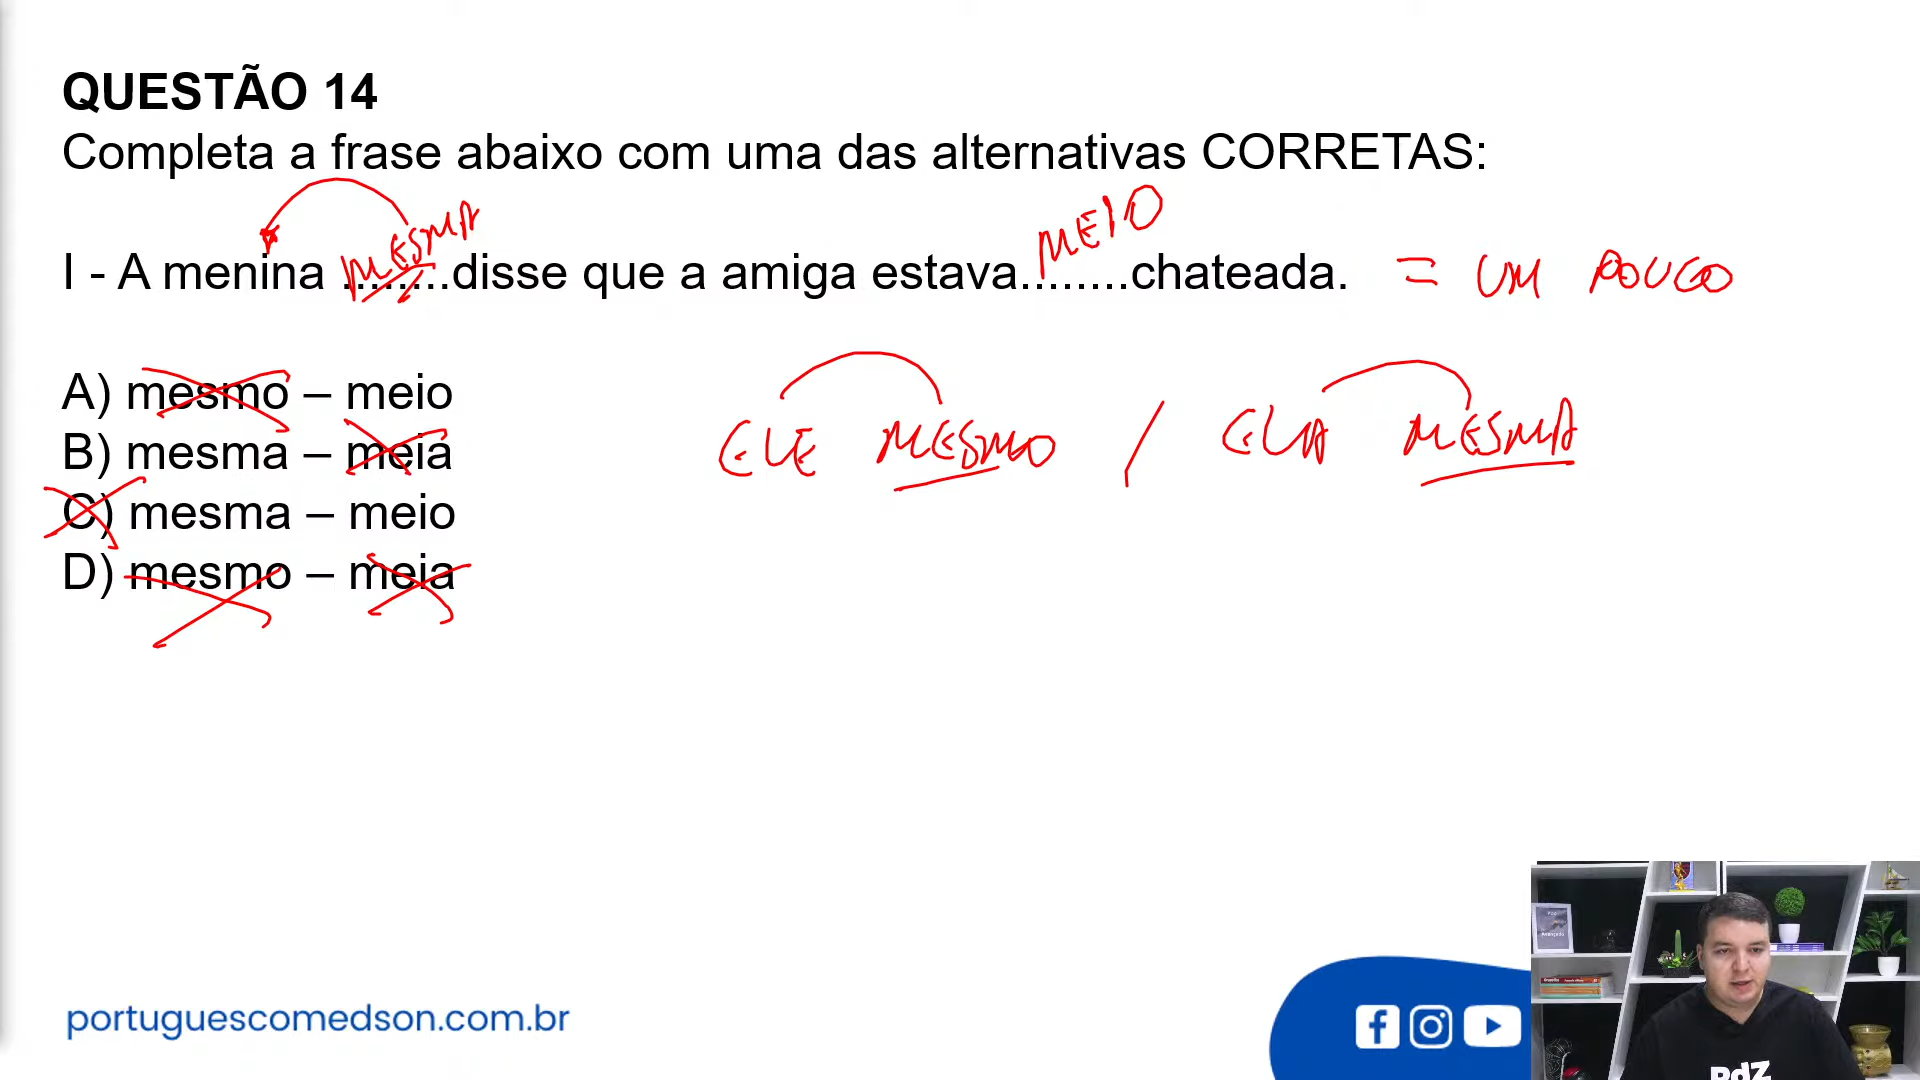 QUESTÃO 14
Completa a frase abaixo com uma das alternativas CORRETAS:
MESMA MEIO
I - A menina ........disse que a amiga estava........chateada. = UM POUCO
A) mesmo – meio
B) mesma – meia
ELE MESMO / ELA MESMA
C) mesma – meio
D) mesmo – meia
portuguescomedson.com.br
PdZ